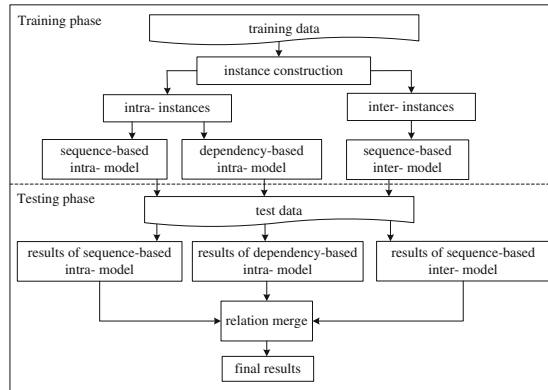 Training phase
training data
instance construction
intra- instances
inter- instances
sequence-based
intra- model
dependency-based
intra- model
sequence-based
inter- model
Testing phase
test data
results of sequence-based
intra- model
results of dependency-based
intra- model
results of sequence-based
inter- model
relation merge
final results